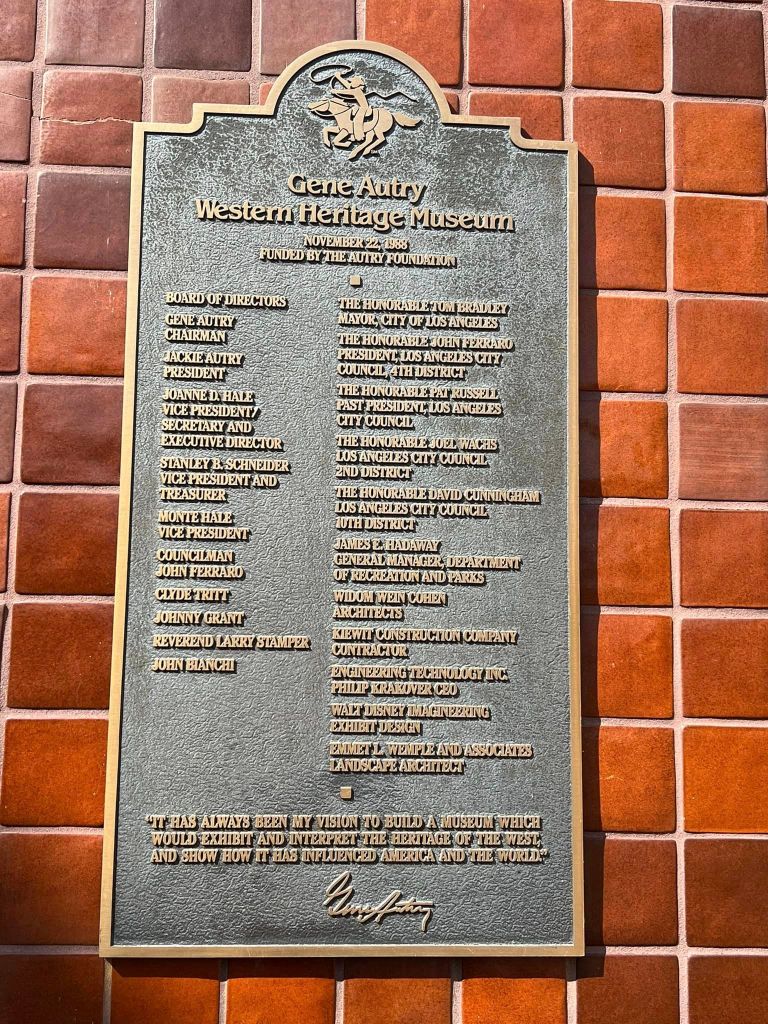 Gene Autry
Western Heritage Museum
NOVEMBER 22, 1988
FUNDED BY THE AUTRY FOUNDATION
BOARD OF DIRECTORS
GENE AUTRY
CHAIRMAN
JACKIE AUTRY
PRESIDENT
JOANNE D. HALE
VICE PRESIDENT/
SECRETARY AND
EXECUTIVE DIRECTOR
STANLEY B. SCHNEIDER
VICE PRESIDENT AND
TREASURER
MONTE HALE
VICE PRESIDENT
COUNCILMAN
JOHN FERRARO
CLYDE TRITT
JOHNNY GRANT
REVEREND LARRY STAMPER
JOHN BIANCHI
THE HONORABLE TOM BRADLEY
MAYOR, CITY OF LOS ANGELES
THE HONORABLE JOHN FERRARO
PRESIDENT, LOS ANGELES CITY
COUNCIL, 4TH DISTRICT
THE HONORABLE PAT RUSSELL
PAST PRESIDENT, LOS ANGELES
CITY COUNCIL
THE HONORABLE JOEL WACHS
LOS ANGELES CITY COUNCIL
2ND DISTRICT
THE HONORABLE DAVID CUNNINGHAM
LOS ANGELES CITY COUNCIL
10TH DISTRICT
JAMES E. HADAWAY
GENERAL MANAGER, DEPARTMENT
OF RECREATION AND PARKS
WIDOM WEIN COHEN
ARCHITECTS
KIEWIT CONSTRUCTION COMPANY
CONTRACTOR
ENGINEERING TECHNOLOGY INC.
PHILIP KRAKOVER CEO
WALT DISNEY IMAGINEERING
EXHIBIT DESIGN
EMMET L. WEMPLE AND ASSOCIATES
LANDSCAPE ARCHITECT
"IT HAS ALWAYS BEEN MY VISION TO BUILD A MUSEUM WHICH
WOULD EXHIBIT AND INTERPRET THE HERITAGE OF THE WEST,
AND SHOW HOW IT HAS INFLUENCED AMERICA AND THE WORLD."
Gene Autry